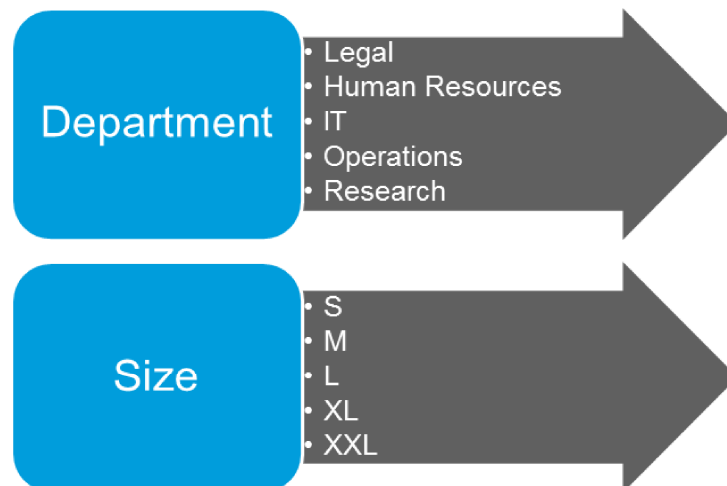 Department
• Legal
• Human Resources
• IT
• Operations
• Research
Size
• S
• M
• L
• XL
• XXL